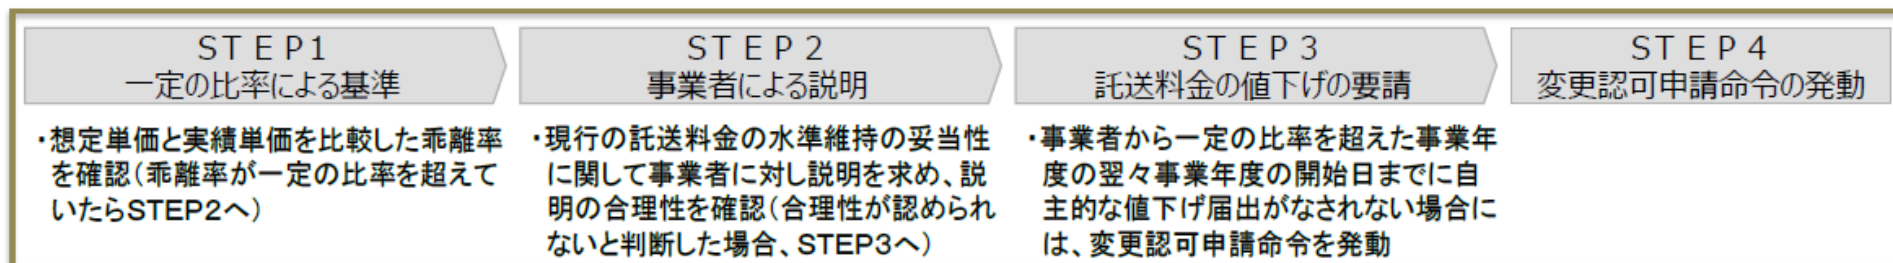 STEP1
一定の比率による基準
・想定単価と実績単価を比較した乖離率
を確認(乖離率が一定の比率を超えて
いたらSTEP2へ)
STEP2
事業者による説明
・現行の託送料金の水準維持の妥当性
に関して事業者に対し説明を求め、説
明の合理性を確認(合理性が認められ
ないと判断した場合、STEP3へ)
STEP3
託送料金の値下げの要請
・事業者から一定の比率を超えた事業年
度の翌々事業年度の開始日までに自
主的な値下げ届出がなされない場合に
は、変更認可申請命令を発動
STEP4
変更認可申請命令の発動